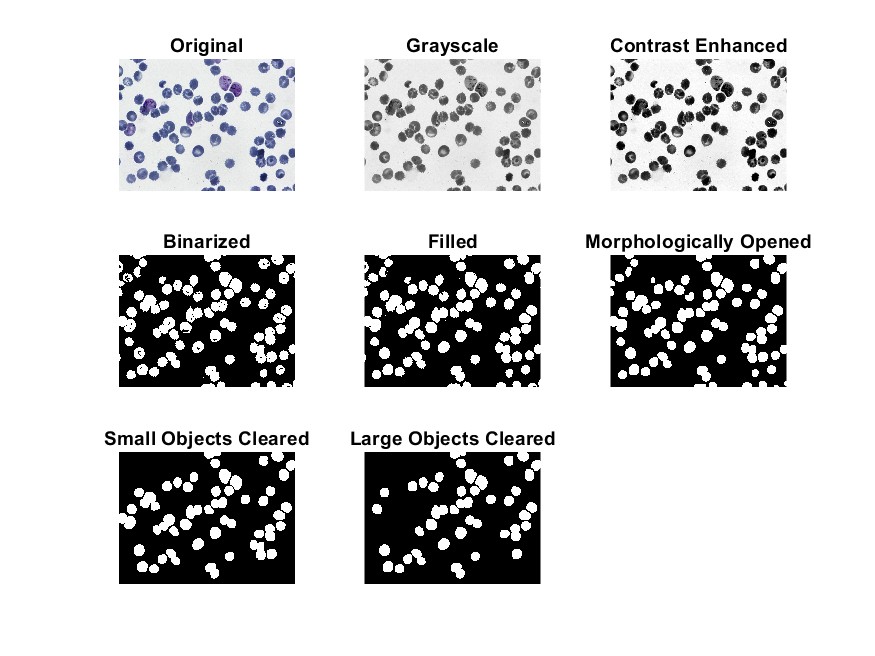 Original
Grayscale
Contrast Enhanced
Binarized
Filled
Morphologically Opened
Small Objects Cleared
Large Objects Cleared